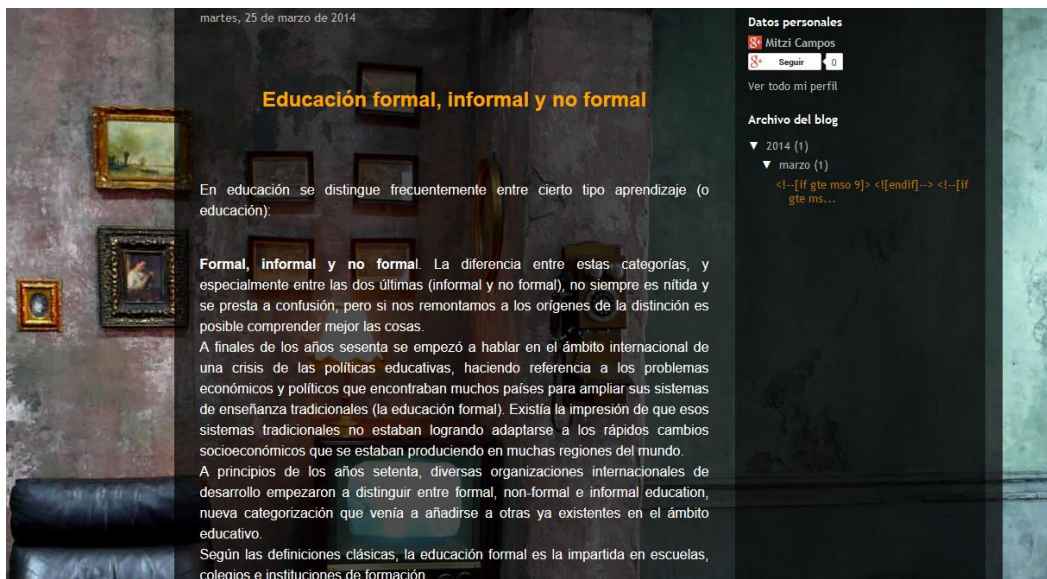 martes, 25 de marzo de 2014
Educación formal, informal y no formal
En educación se distingue frecuentemente entre cierto tipo aprendizaje (o
educación):
Formal, informal y no formal. La diferencia entre estas categorías, y
especialmente entre las dos últimas (informal y no formal), no siempre es nítida y
se presta a confusión, pero si nos remontamos a los orígenes de la distinción es
posible comprender mejor las cosas.
A finales de los años sesenta se empezó a hablar en el ámbito internacional de
una crisis de las políticas educativas, haciendo referencia a los problemas
económicos y políticos que encontraban muchos países para ampliar sus sistemas
de enseñanza tradicionales (la educación formal). Existía la impresión de que esos
sistemas tradicionales no estaban logrando adaptarse a los rápidos cambios
socioeconómicos que se estaban produciendo en muchas regiones del mundo.
A principios de los años setenta, diversas organizaciones internacionales de
desarrollo empezaron a distinguir entre formal, non-formal e informal education,
nueva categorización que venía a añadirse a otras ya existentes en el ámbito
educativo.
Según las definiciones clásicas, la educación formal es la impartida en escuelas,
colegios e instituciones de formación
Datos personales
g+ Mitzi Campos
g+ Seguir 0
Ver todo mi perfil
Archivo del blog
▼ 2014 (1)
▼ marzo (1)
<!--[if gte mso 9]> <![endif]--> <!--[if
gte ms...